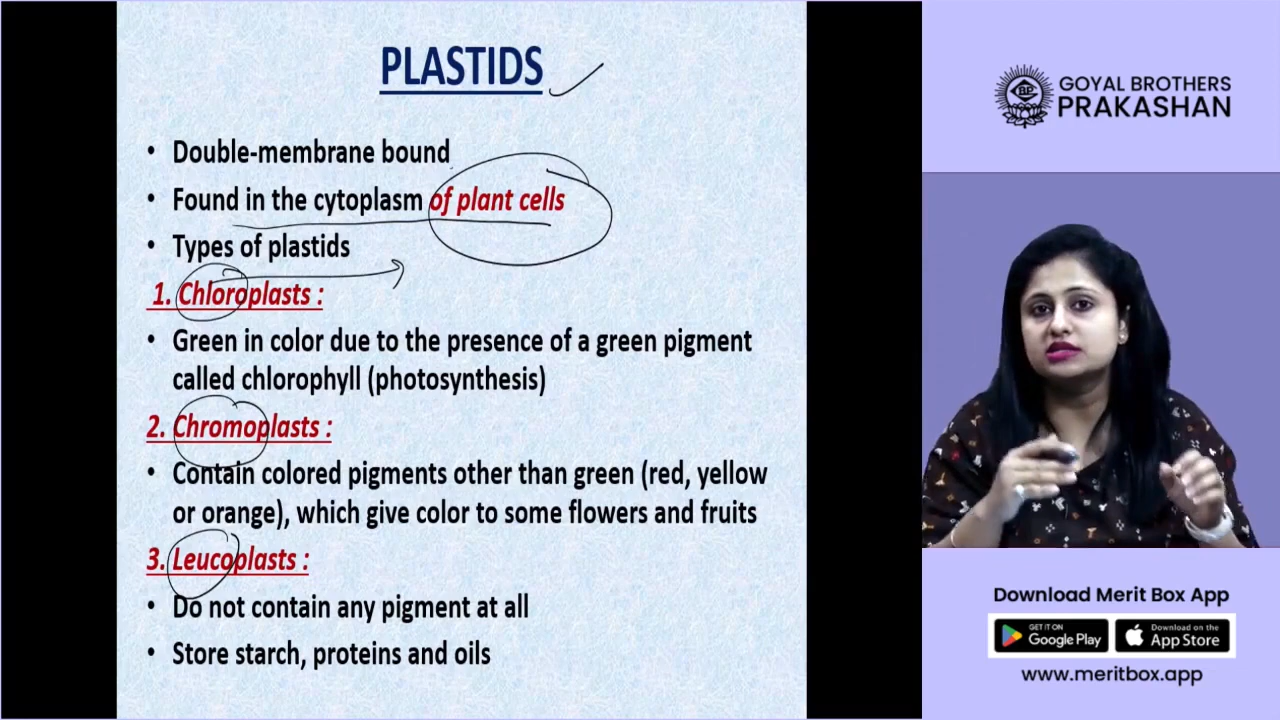 PLASTIDS
• Double-membrane bound
• Found in the cytoplasm of plant cells
• Types of plastids
1. Chloroplasts :
• Green in color due to the presence of a green pigment
called chlorophyll (photosynthesis)
2. Chromoplasts :
• Contain colored pigments other than green (red, yellow
or orange), which give color to some flowers and fruits
3. Leucoplasts :
• Do not contain any pigment at all
• Store starch, proteins and oils
GBP
GOYAL BROTHERS
PRAKASHAN
Download Merit Box App
GET IT ON
Google Play
Download on the
App Store
www.meritbox.app